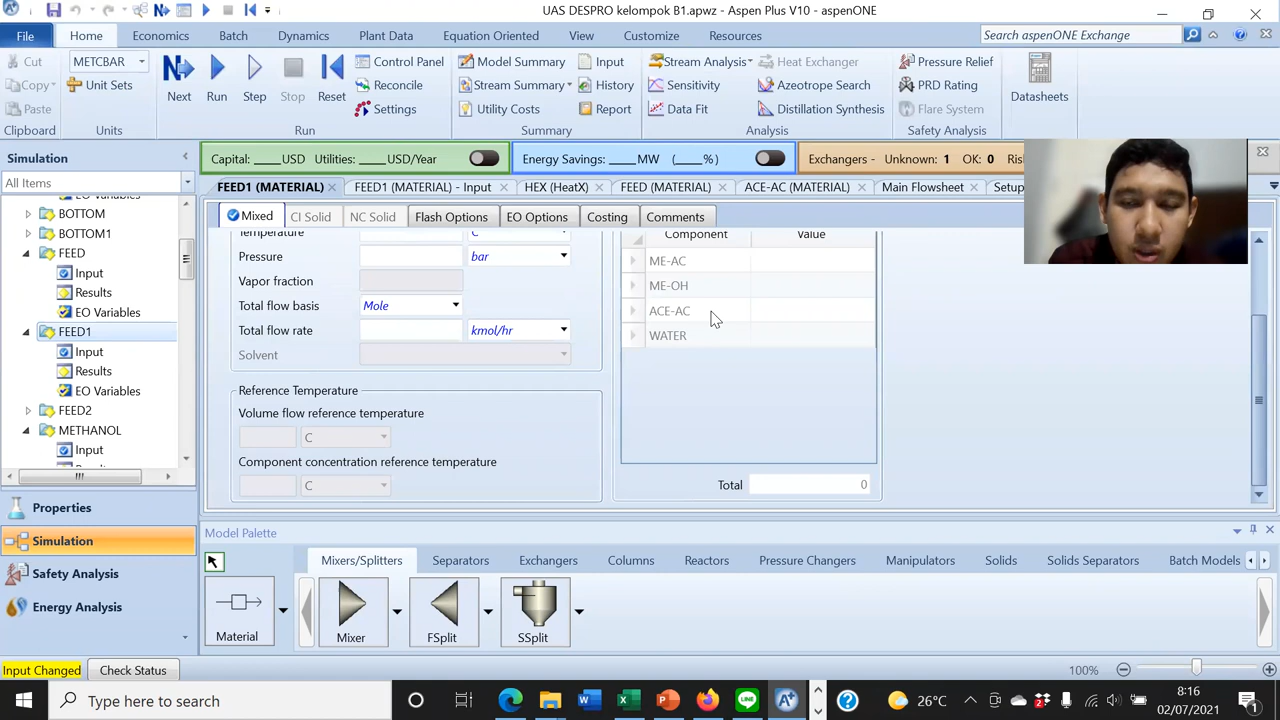 UAS DESPRO kelompok B1.apwz - Aspen Plus V10 - aspenONE
File Home Economics Batch Dynamics Plant Data Equation Oriented View Customize Resources Search aspenONE Exchange
Cut METCBAR Control Panel Model Summary Input Stream Analysis Heat Exchanger Pressure Relief
Copy Unit Sets Next Run Step Stop Reset Reconcile Stream Summary History Sensitivity Azeotrope Search PRD Rating Datasheets
Paste Settings Utility Costs Report Data Fit Distillation Synthesis Flare System
Clipboard Units Run Summary Analysis Safety Analysis
Simulation
Capital: ____ USD Utilities: ____ USD/Year Energy Savings: ____ MW (____ %) Exchangers - Unknown: 1 OK: 0
All Items
FEED1 (MATERIAL) FEED1 (MATERIAL) - Input HEX (HeatX) FEED (MATERIAL) ACE-AC (MATERIAL) Main Flowsheet Setup
Mixed CI Solid NC Solid Flash Options EO Options Costing Comments
EO Variables
BOTTOM
BOTTOM1
FEED
Input
Results
EO Variables
FEED1
Input
Results
EO Variables
FEED2
METHANOL
Input
Temperature C
Pressure bar
Vapor fraction
Total flow basis Mole
Total flow rate kmol/hr
Solvent
Reference Temperature
Volume flow reference temperature
C
Component concentration reference temperature
C
Component Value
ME-AC
ME-OH
ACE-AC
WATER
Total 0
Properties
Simulation
Safety Analysis
Energy Analysis
Model Palette
Mixers/Splitters Separators Exchangers Columns Reactors Pressure Changers Manipulators Solids Solids Separators Batch Models
Material Mixer FSplit SSplit
Input Changed Check Status 100%
Type here to search 26°C 8:16
02/07/2021